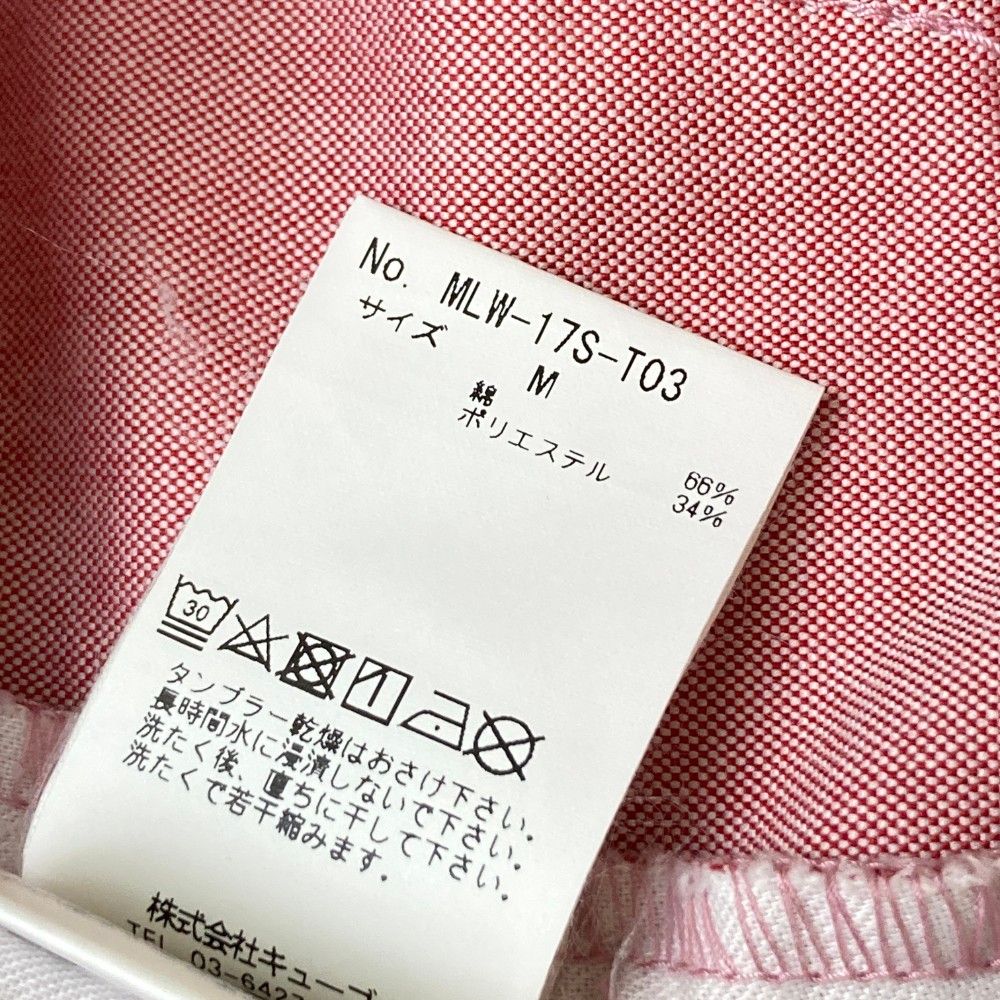 No. MLW-17S-T03
サイズ M
綿 66%
ポリエステル 34%
30
タンブラー乾燥はおさけ下さい。
長時間水に浸漬しないで下さい。
洗たく後、直ちに干して下さい。
洗たくで若干縮みます。
株式会社キューブ
TEL 03-6427